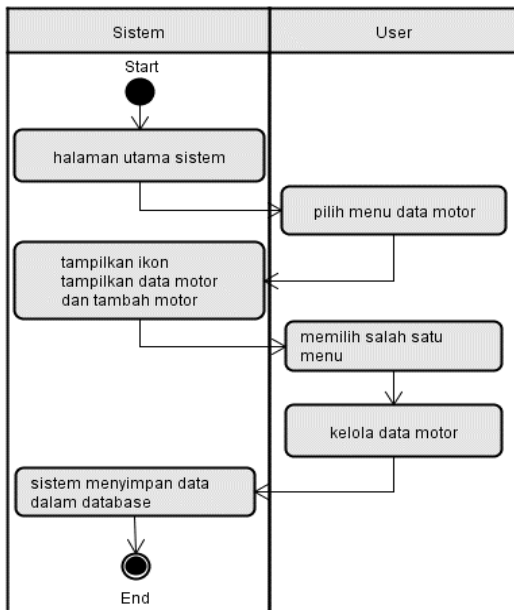 Sistem
User
Start
halaman utama sistem
pilih menu data motor
tampilkan ikon
tampilkan data motor
dan tambah motor
memilih salah satu
menu
kelola data motor
sistem menyimpan data
dalam database
End